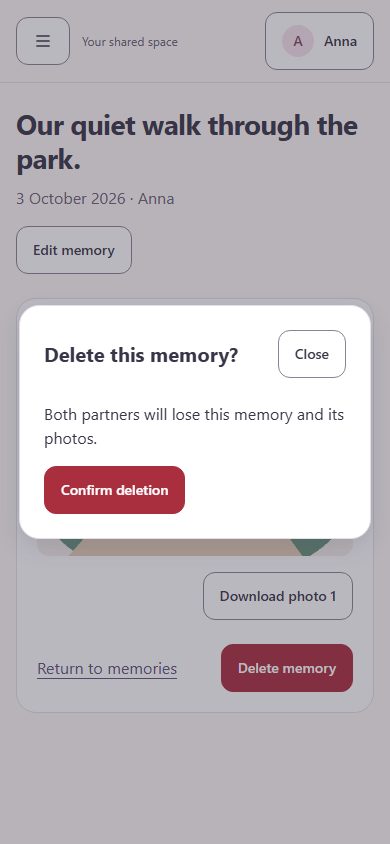 Your shared space
A
Anna
Our quiet walk through the
park.
3 October 2026 · Anna
Edit memory
Delete this memory?
Close
Both partners will lose this memory and its
photos.
Confirm deletion
Download photo 1
Return to memories
Delete memory